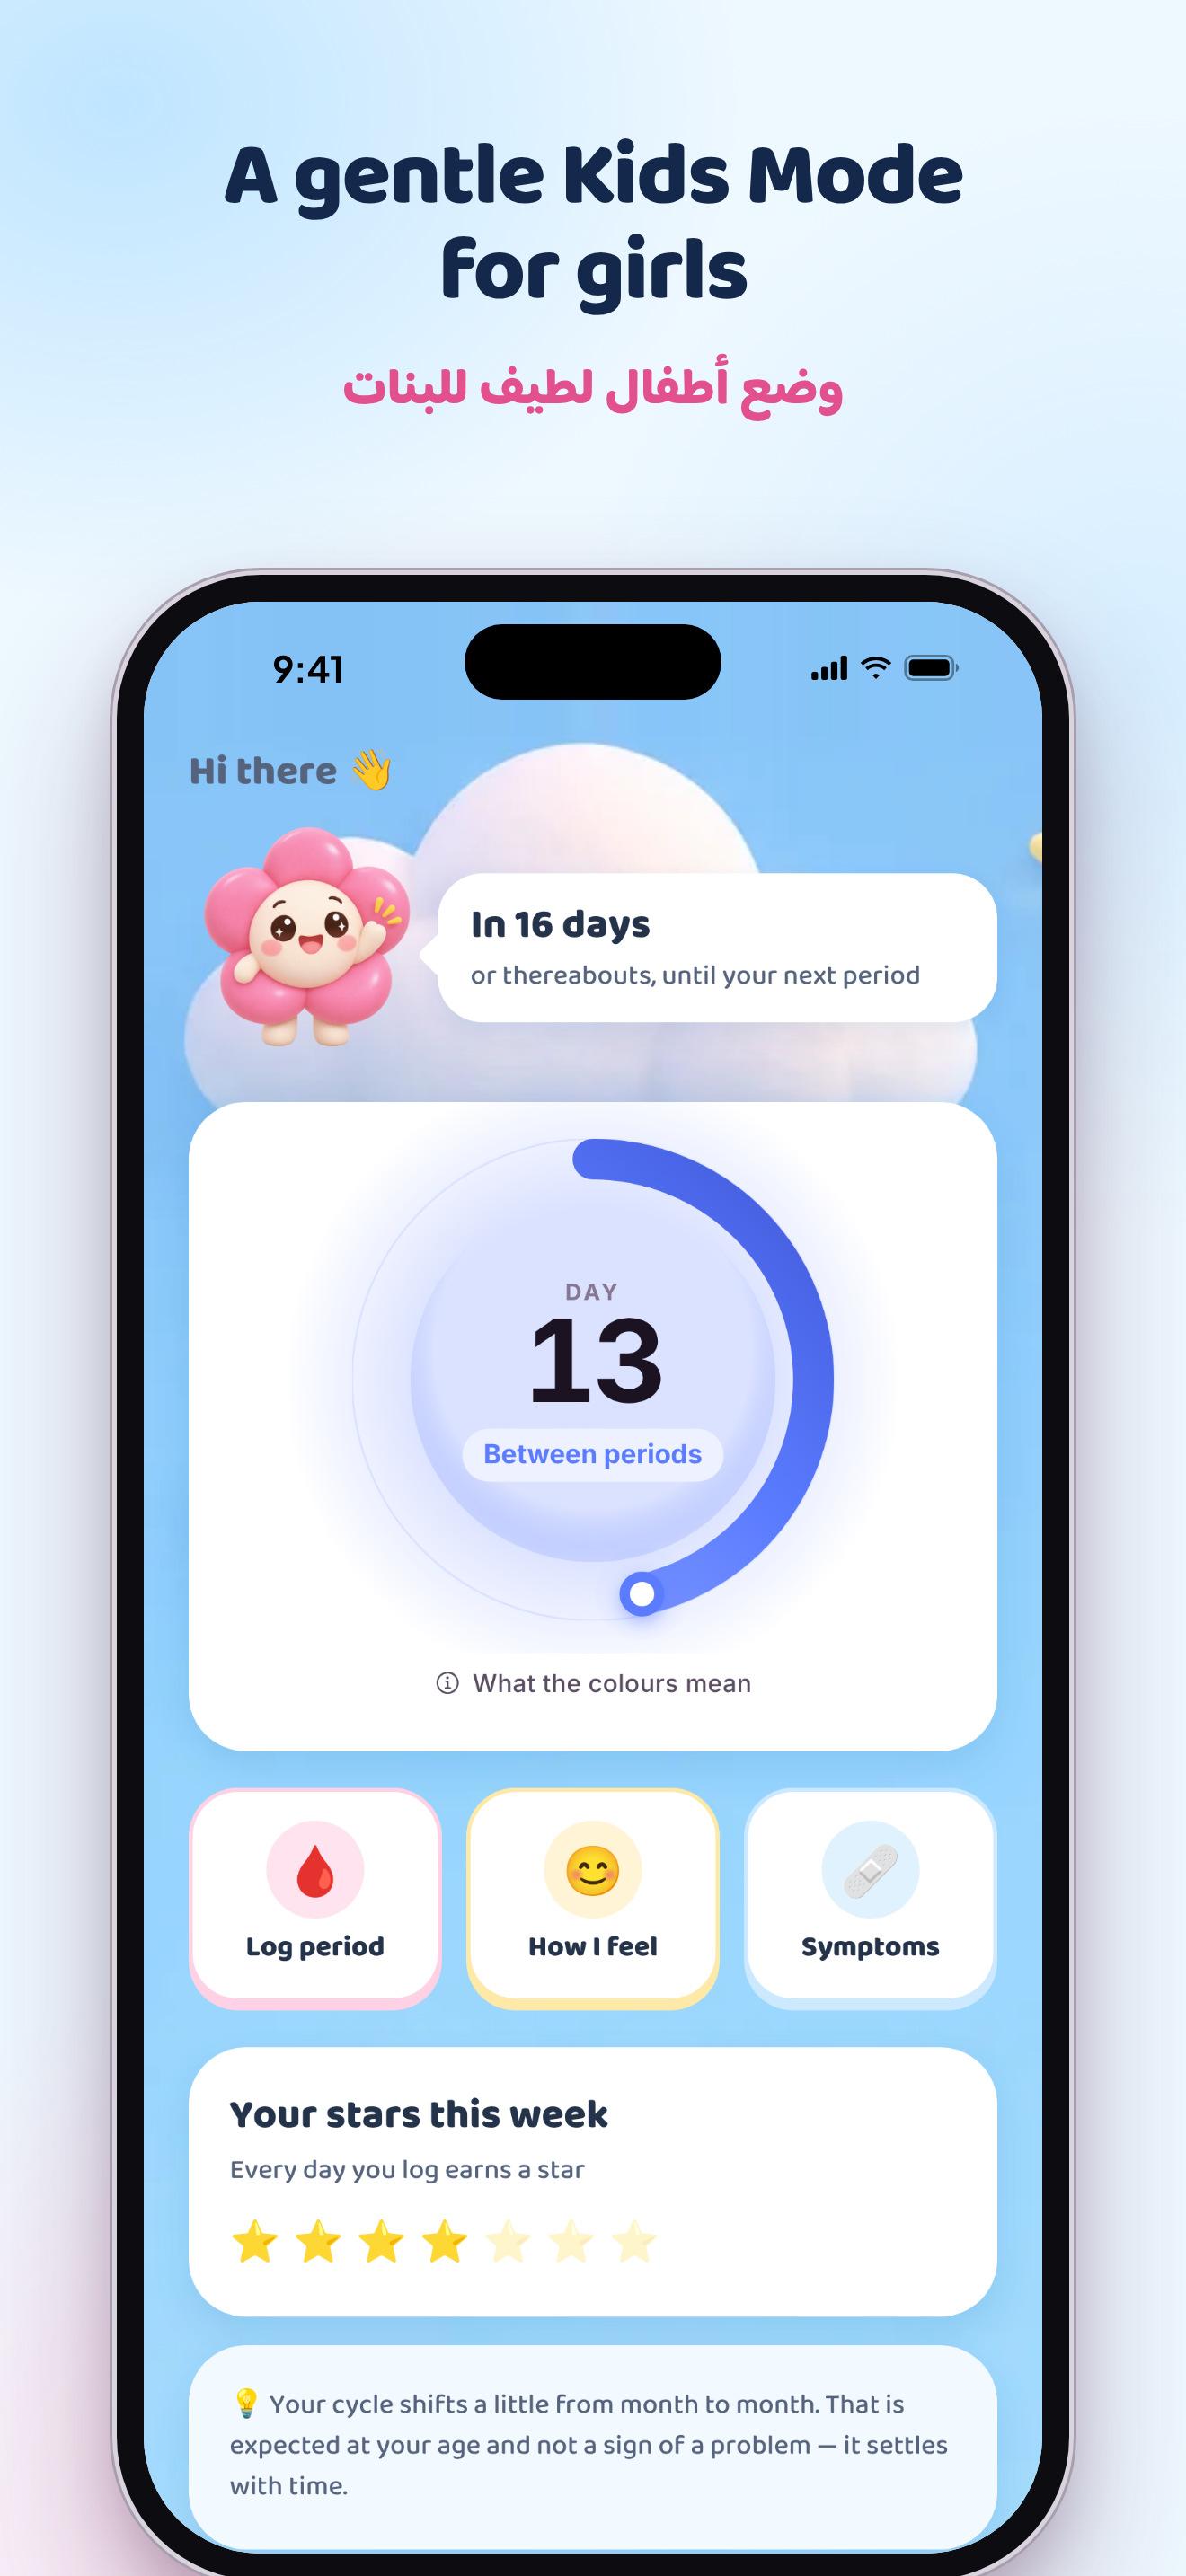 A gentle Kids Mode
for girls
وضع أطفال لطيف للبنات
9:41
Hi there 👋
In 16 days
or thereabouts, until your next period
DAY
13
Between periods
What the colours mean
Log period
How I feel
Symptoms
Your stars this week
Every day you log earns a star
💡 Your cycle shifts a little from month to month. That is
expected at your age and not a sign of a problem — it settles
with time.